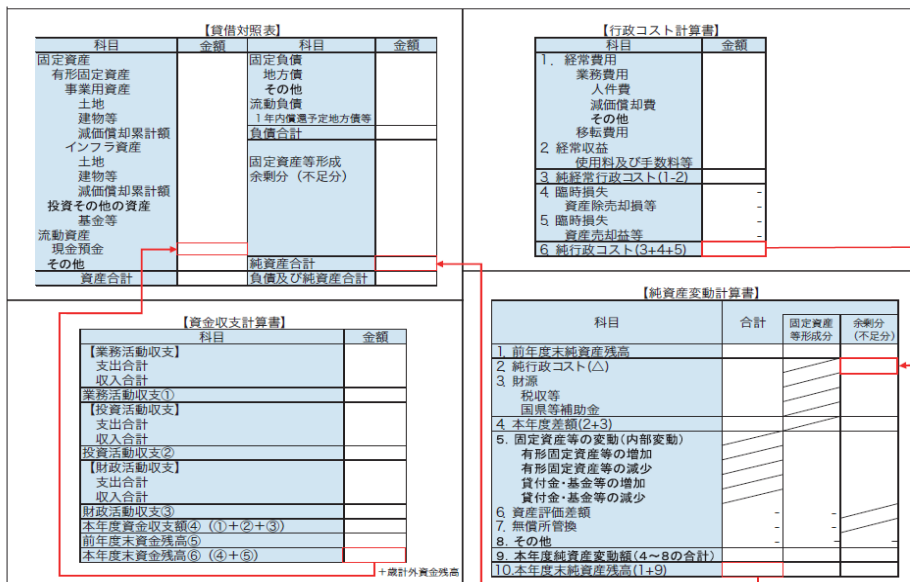 【貸借対照表】
科目 金額 科目 金額
固定資産 固定負債
有形固定資産 地方債
事業用資産 その他
土地 流動負債
建物等 1年内償還予定地方債等
減価償却累計額 負債合計
インフラ資産
土地 固定資産等形成
建物等 余剰分（不足分）
減価償却累計額
投資その他の資産
基金等
流動資産
現金預金
その他 純資産合計
資産合計 負債及び純資産合計
【行政コスト計算書】
科目 金額
1. 経常費用
業務費用
人件費
減価償却費
その他
移転費用
2. 経常収益
使用料及び手数料等
3. 純経常行政コスト(1-2)
4. 臨時損失 -
資産除売却損等 -
5. 臨時損失 -
資産売却益等 -
6. 純行政コスト(3+4+5)
【資金収支計算書】
科目 金額
【業務活動収支】
支出合計
収入合計
業務活動収支①
【投資活動収支】
支出合計
収入合計
投資活動収支②
【財政活動収支】
支出合計
収入合計
財政活動収支③
本年度資金収支額④（①+②+③）
前年度末資金残高⑤
本年度末資金残高⑥（④+⑤）
+歳計外資金残高
【純資産変動計算書】
科目 合計 固定資産等形成分 余剰分（不足分）
1. 前年度末純資産残高
2. 純行政コスト(△)
3. 財源
税収等
国県等補助金
4. 本年度差額(2+3)
5. 固定資産等の変動(内部変動)
有形固定資産等の増加
有形固定資産等の減少
貸付金・基金等の増加
貸付金・基金等の減少
6. 資産評価差額 - -
7. 無償所管換 - -
8. その他 - - -
9. 本年度純資産変動額(4〜8の合計)
10.本年度末純資産残高(1+9)